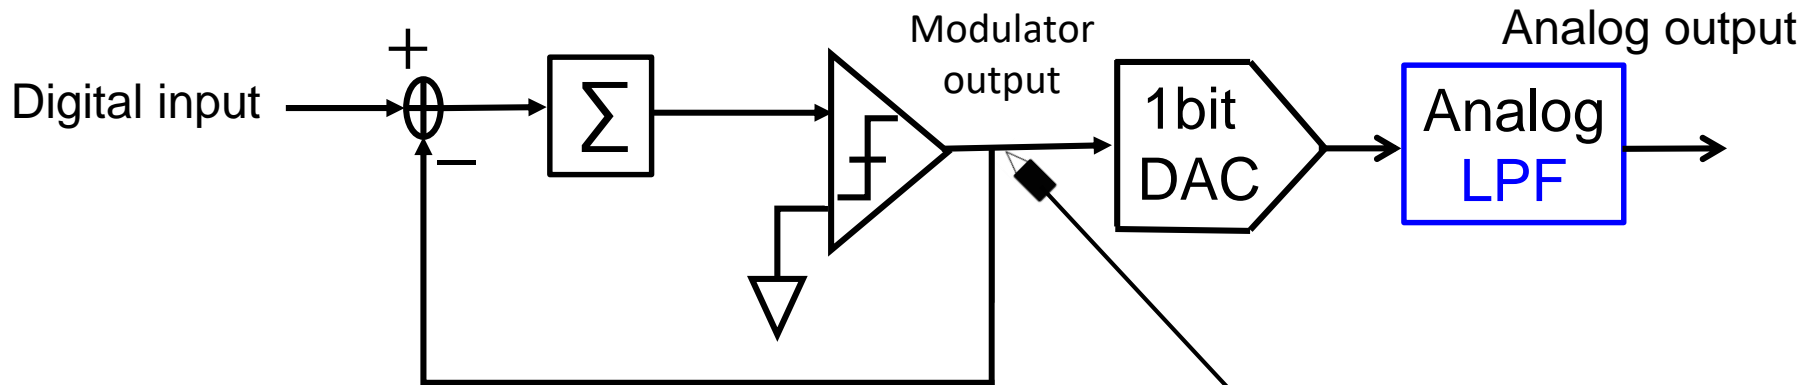 Modulator
output
Analog output
+
Digital input
Σ
−
1bit
DAC
Analog
LPF